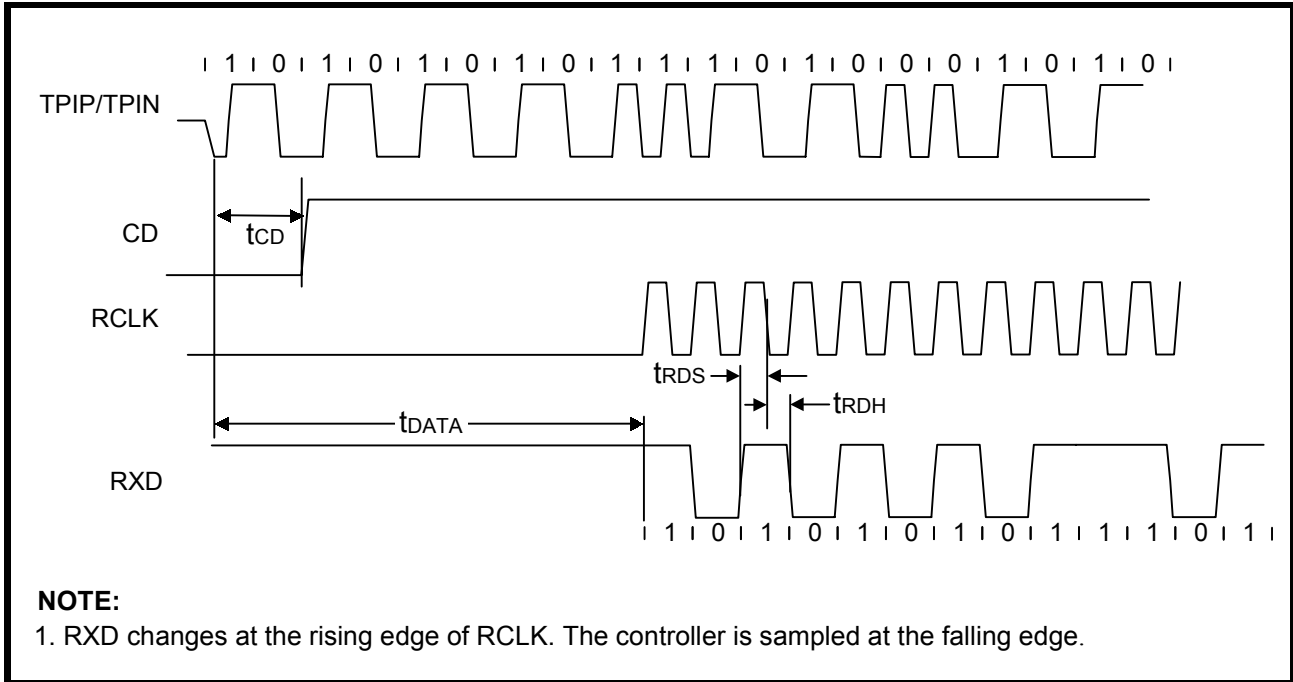 1 0 1 0 1 0 1 0 1 1 1 0 1 0 0 0 1 0 1 0
TPIP/TPIN
CD
tCD
RCLK
tRDS
tRDH
tDATA
RXD
1 0 1 0 1 0 1 0 1 1 1 0 1
NOTE:
1. RXD changes at the rising edge of RCLK. The controller is sampled at the falling edge.